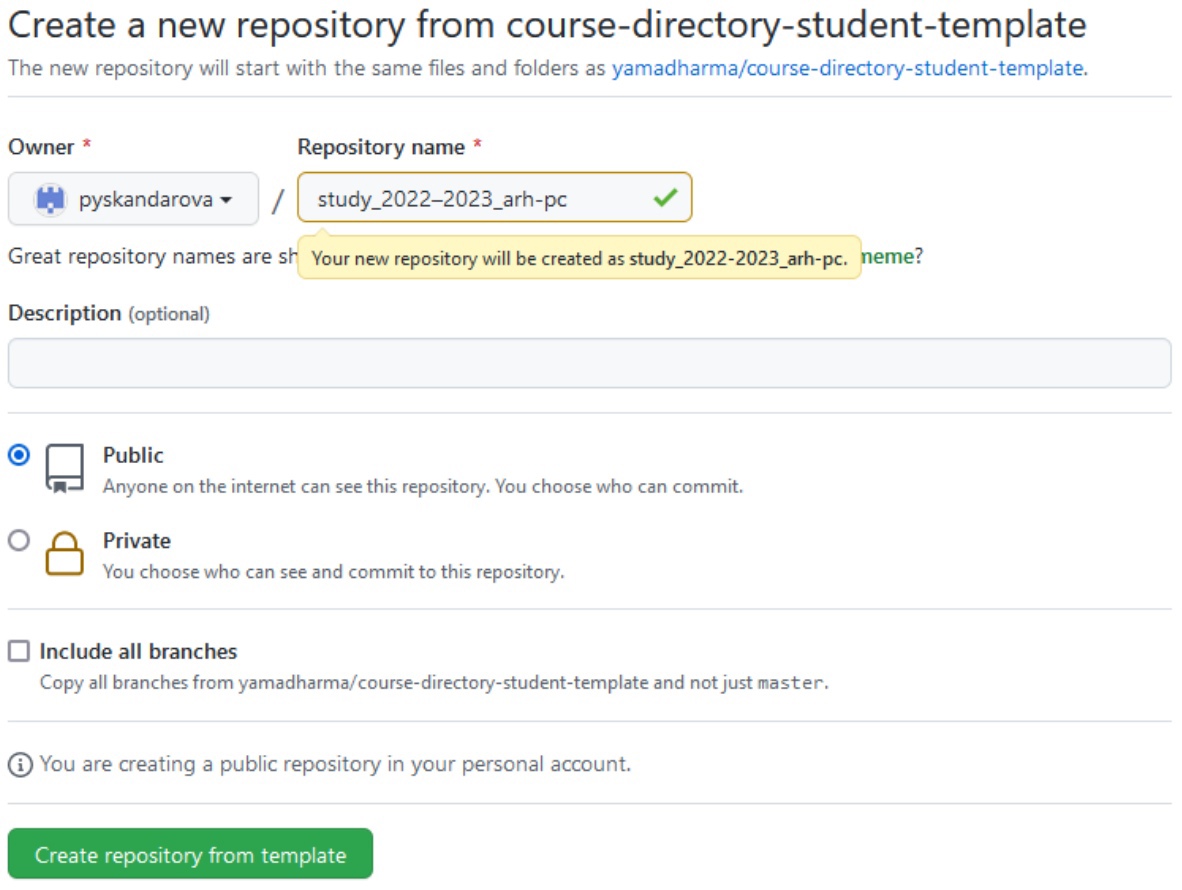 Create a new repository from course-directory-student-template
The new repository will start with the same files and folders as yamadharma/course-directory-student-template.
Owner * Repository name *
pyskandarova / study_2022–2023_arh-pc
Great repository names are sh
Your new repository will be created as study_2022-2023_arh-pc.
neme?
Description (optional)
Public
Anyone on the internet can see this repository. You choose who can commit.
Private
You choose who can see and commit to this repository.
Include all branches
Copy all branches from yamadharma/course-directory-student-template and not just master.
You are creating a public repository in your personal account.
Create repository from template